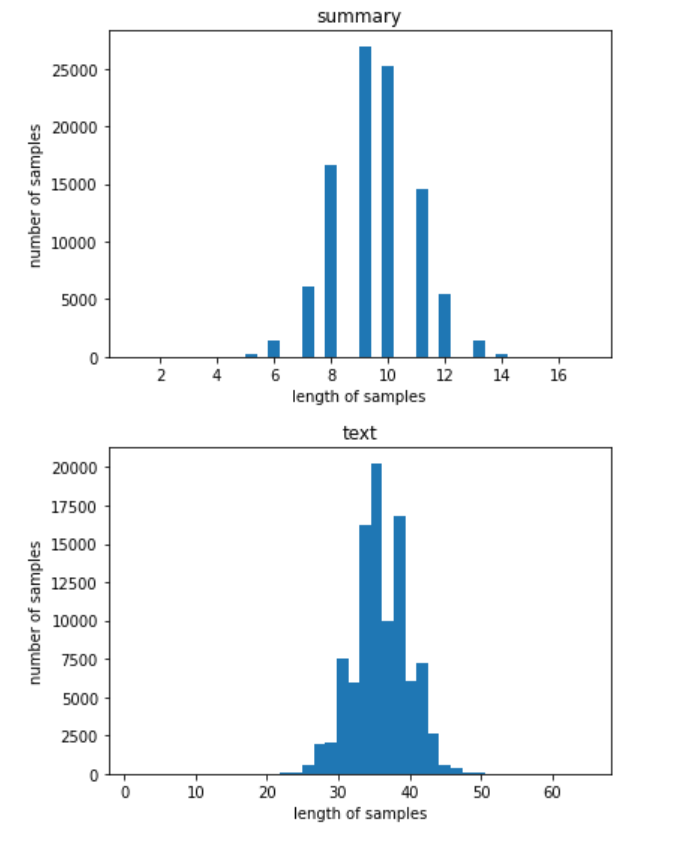 summary
25000
20000
15000
10000
5000
0
number of samples
2 4 6 8 10 12 14 16
length of samples
text
20000
17500
15000
12500
10000
7500
5000
2500
0
number of samples
0 10 20 30 40 50 60
length of samples